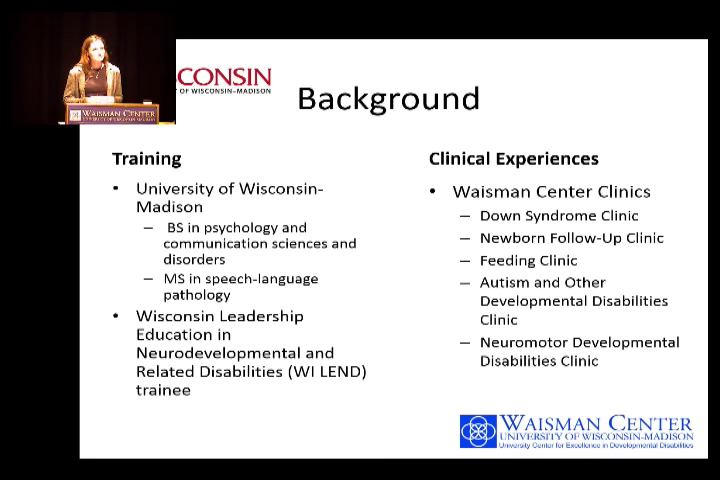 CONSIN
Y OF WISCONSIN–MADISON
WAISMAN CENTER
Background
Training
• University of Wisconsin-
Madison
– BS in psychology and
communication sciences and
disorders
– MS in speech-language
pathology
• Wisconsin Leadership
Education in
Neurodevelopmental and
Related Disabilities (WI LEND)
trainee
Clinical Experiences
• Waisman Center Clinics
– Down Syndrome Clinic
– Newborn Follow-Up Clinic
– Feeding Clinic
– Autism and Other
Developmental Disabilities
Clinic
– Neuromotor Developmental
Disabilities Clinic
WAISMAN CENTER
UNIVERSITY OF WISCONSIN-MADISON
University Center for Excellence in Developmental Disabilities